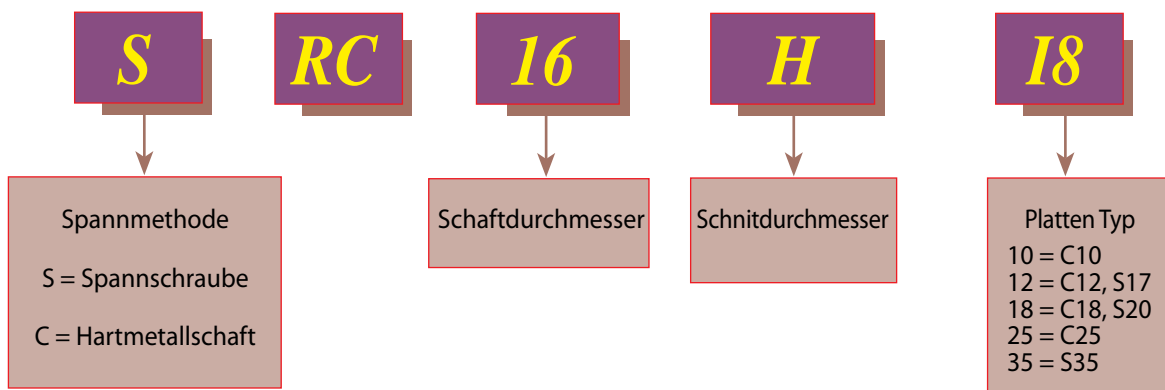 S RC 16 H I8
Spannmethode
S = Spannschraube
C = Hartmetallschaft
Schaftdurchmesser
Schnitdurchmesser
Platten Typ
10 = C10
12 = C12, S17
18 = C18, S20
25 = C25
35 = S35